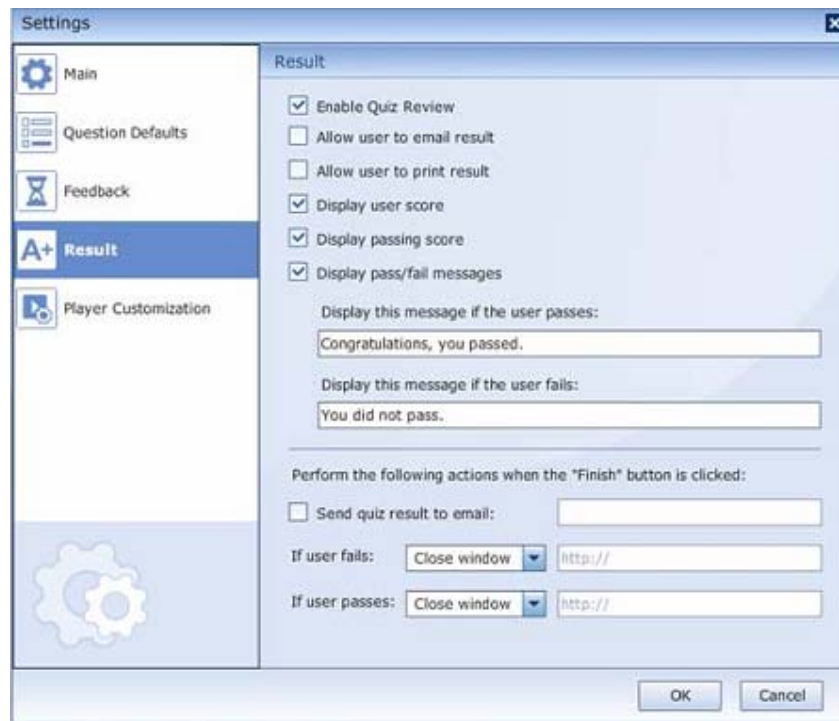 Settings
Main
Question Defaults
Feedback
A+ Result
Player Customization
Result
Enable Quiz Review
Allow user to email result
Allow user to print result
Display user score
Display passing score
Display pass/fail messages
Display this message if the user passes:
Congratulations, you passed.
Display this message if the user fails:
You did not pass.
Perform the following actions when the "Finish" button is clicked:
Send quiz result to email:
If user fails: Close window http://
If user passes: Close window http://
OK Cancel